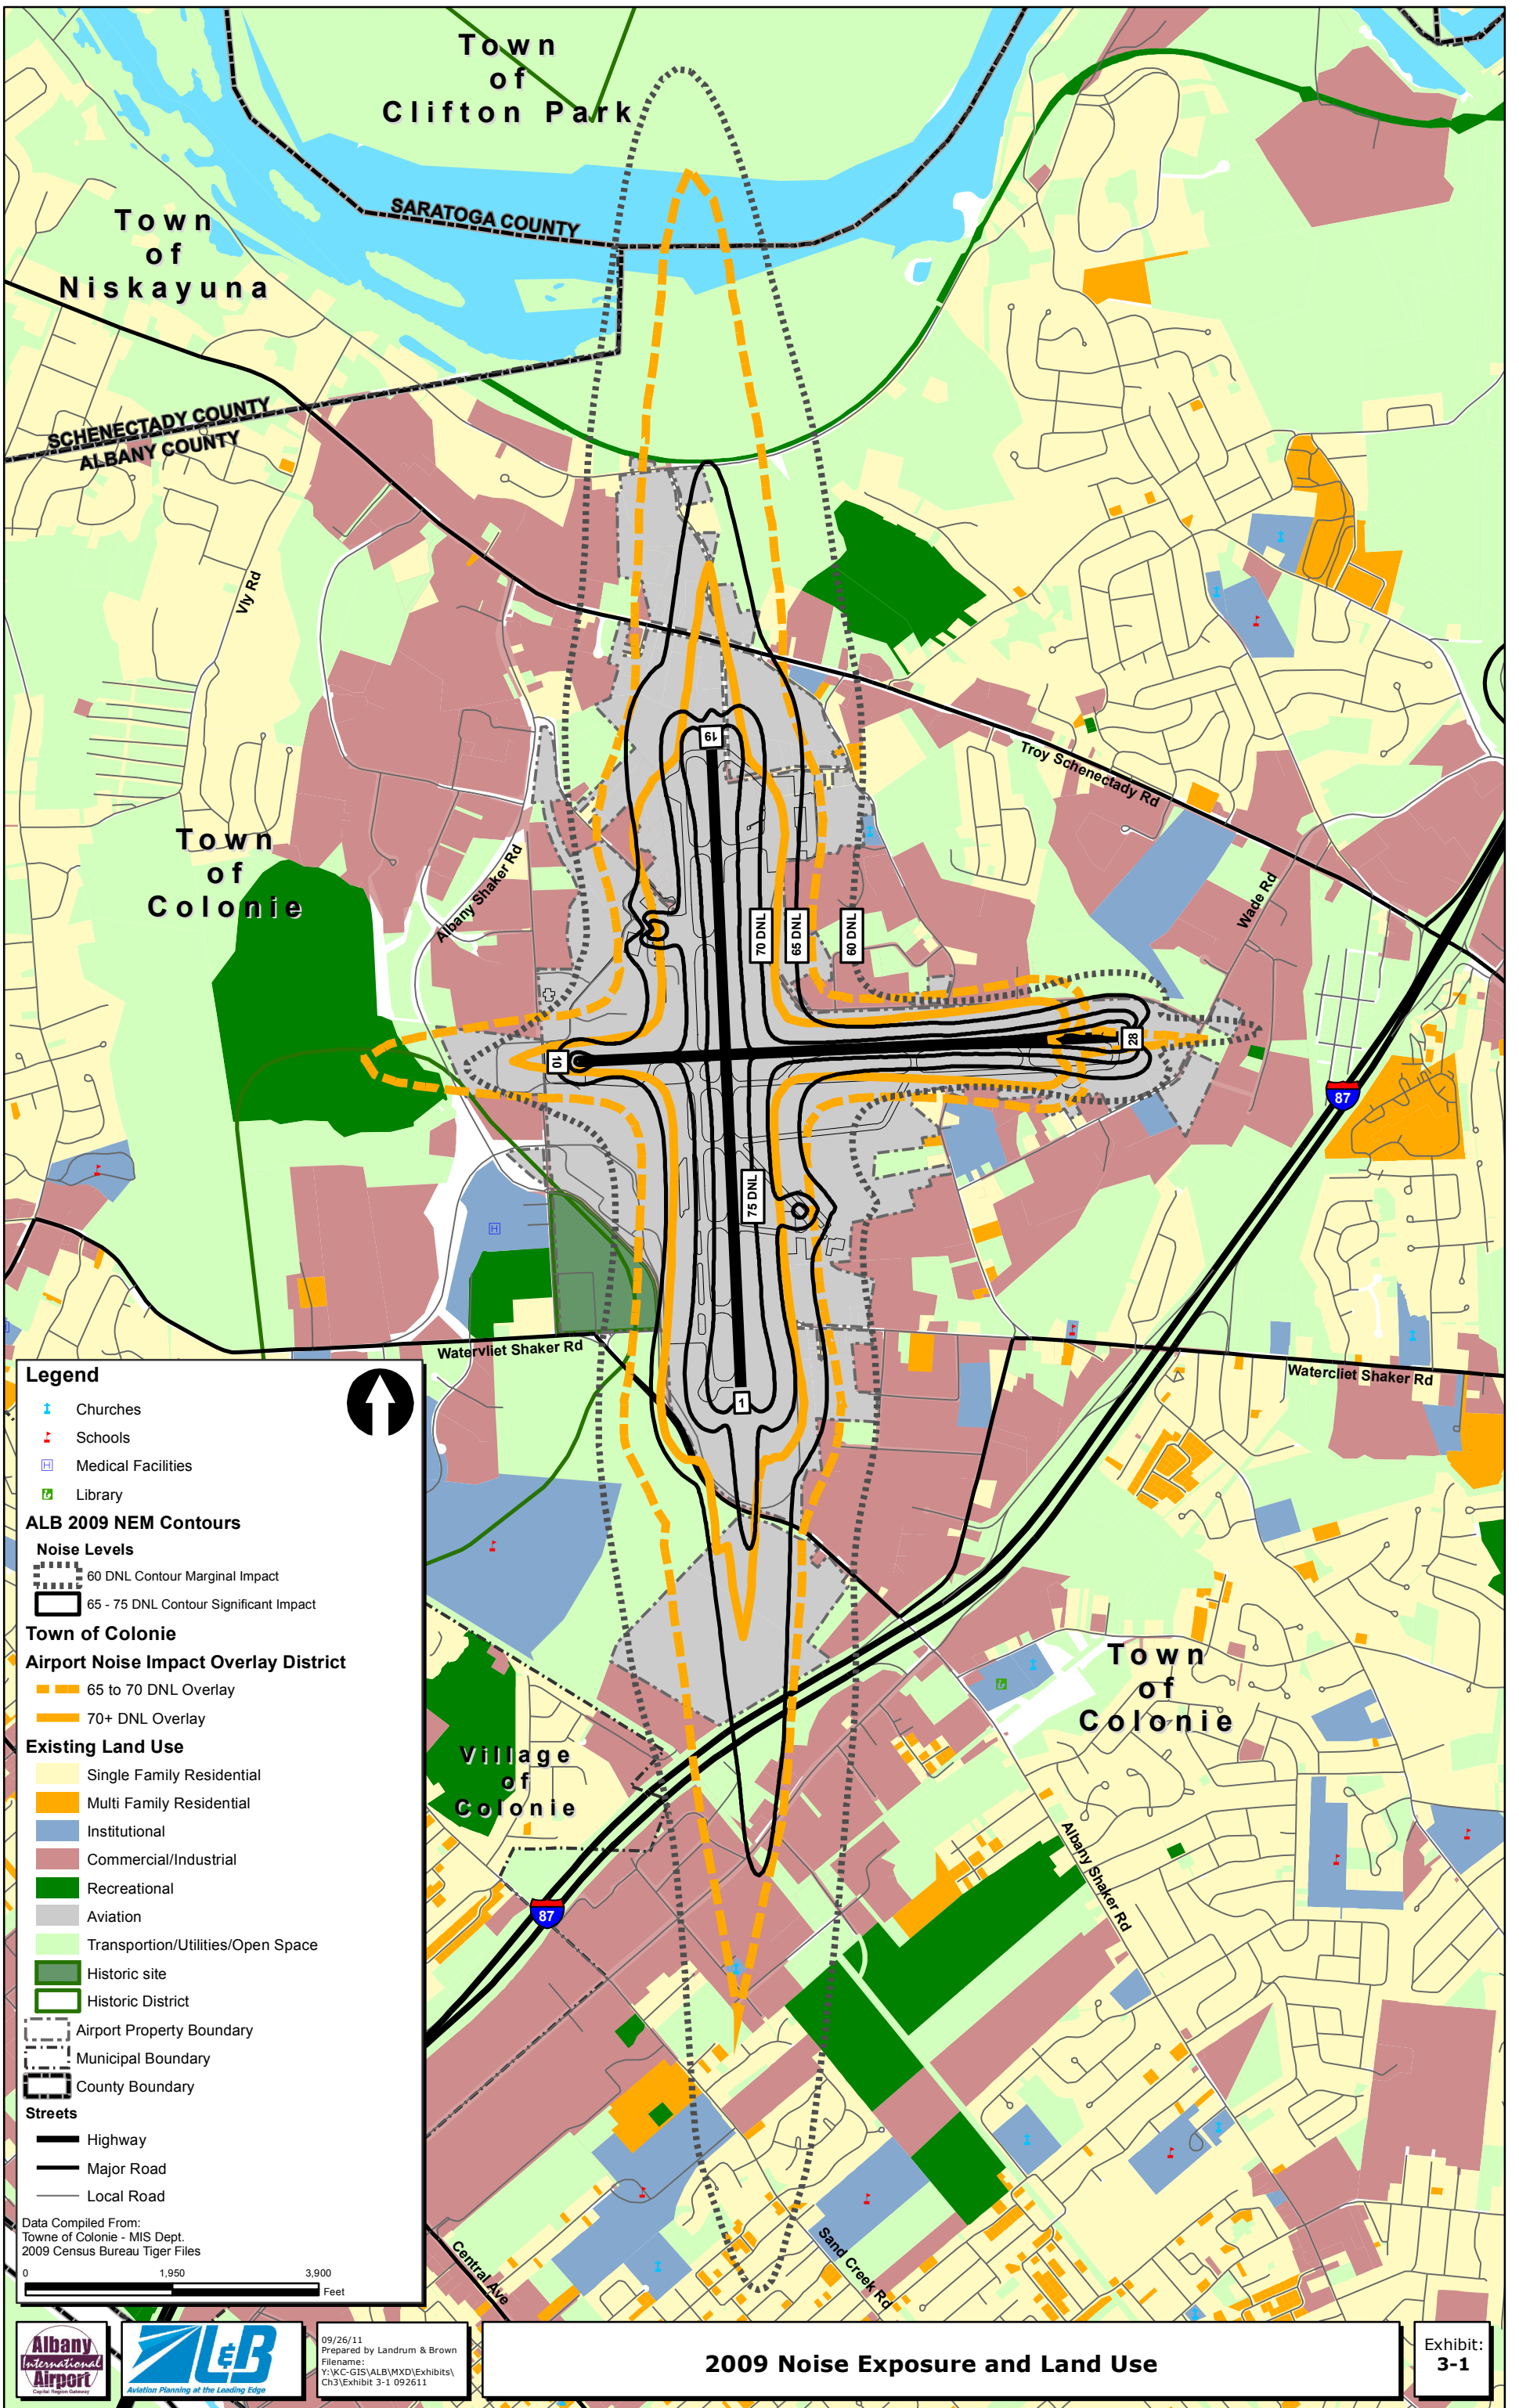 Town
of
Clifton Park
SARATOGA COUNTY
Town
of
Niskayuna
SCHENECTADY COUNTY
ALBANY COUNTY
Vly Rd
19
Troy Schenectady Rd
Town
of
Colonie
Albany Shaker Rd
Wade Rd
70 DNL
65 DNL
60 DNL
10
28
87
75 DNL
H
Watervliet Shaker Rd
Watercliet Shaker Rd
1
Legend
Churches
Schools
H Medical Facilities
Library
ALB 2009 NEM Contours
Noise Levels
60 DNL Contour Marginal Impact
65 - 75 DNL Contour Significant Impact
Town of Colonie
Airport Noise Impact Overlay District
65 to 70 DNL Overlay
70+ DNL Overlay
Existing Land Use
Single Family Residential
Multi Family Residential
Institutional
Commercial/Industrial
Recreational
Aviation
Transportion/Utilities/Open Space
Historic site
Historic District
Airport Property Boundary
Municipal Boundary
County Boundary
Streets
Highway
Major Road
Local Road
Data Compiled From:
Towne of Colonie - MIS Dept.
2009 Census Bureau Tiger Files
0 1,950 3,900
Feet
Town
of
Colonie
Village
of
Colonie
87
Albany Shaker Rd
Central Ave
Sand Creek Rd
Albany
International
Airport
Capital Region Gateway
L&B
Aviation Planning at the Leading Edge
09/26/11
Prepared by Landrum & Brown
Filename:
Y:\KC-GIS\ALB\MXD\Exhibits\
Ch3\Exhibit 3-1 092611
2009 Noise Exposure and Land Use
Exhibit:
3-1